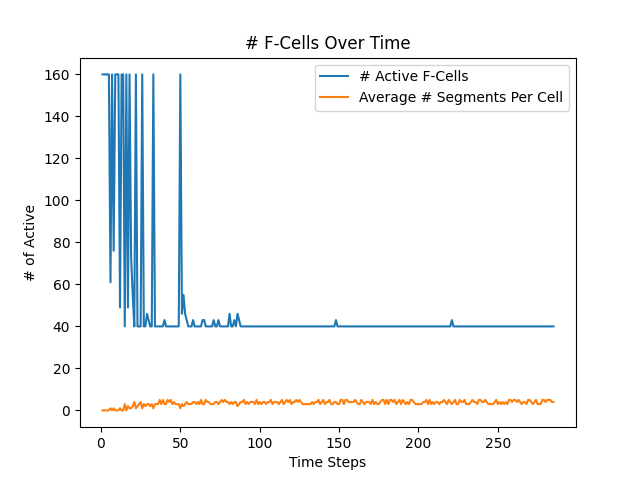 # F-Cells Over Time
# Active F-Cells
Average # Segments Per Cell
160
140
120
100
80
60
40
20
0
# of Active
0 50 100 150 200 250
Time Steps